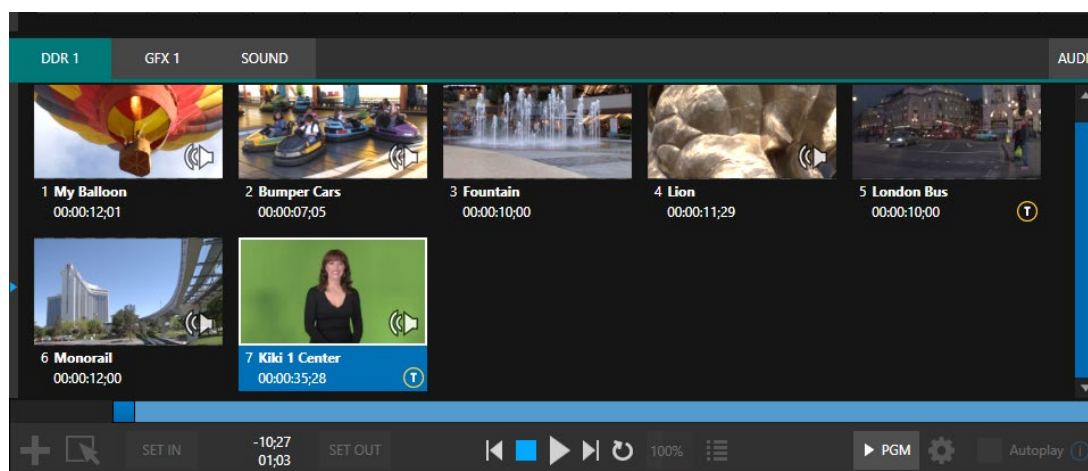 DDR 1 GFX 1 SOUND AUDI
1 My Balloon 2 Bumper Cars 3 Fountain 4 Lion 5 London Bus
00:00:12;01 00:00:07;05 00:00:10;00 00:00:11;29 00:00:10;00 T
6 Monorail 7 Kiki 1 Center
00:00:12;00 00:00:35;28 T
SET IN -10;27 SET OUT 100% PGM Autoplay
01;03